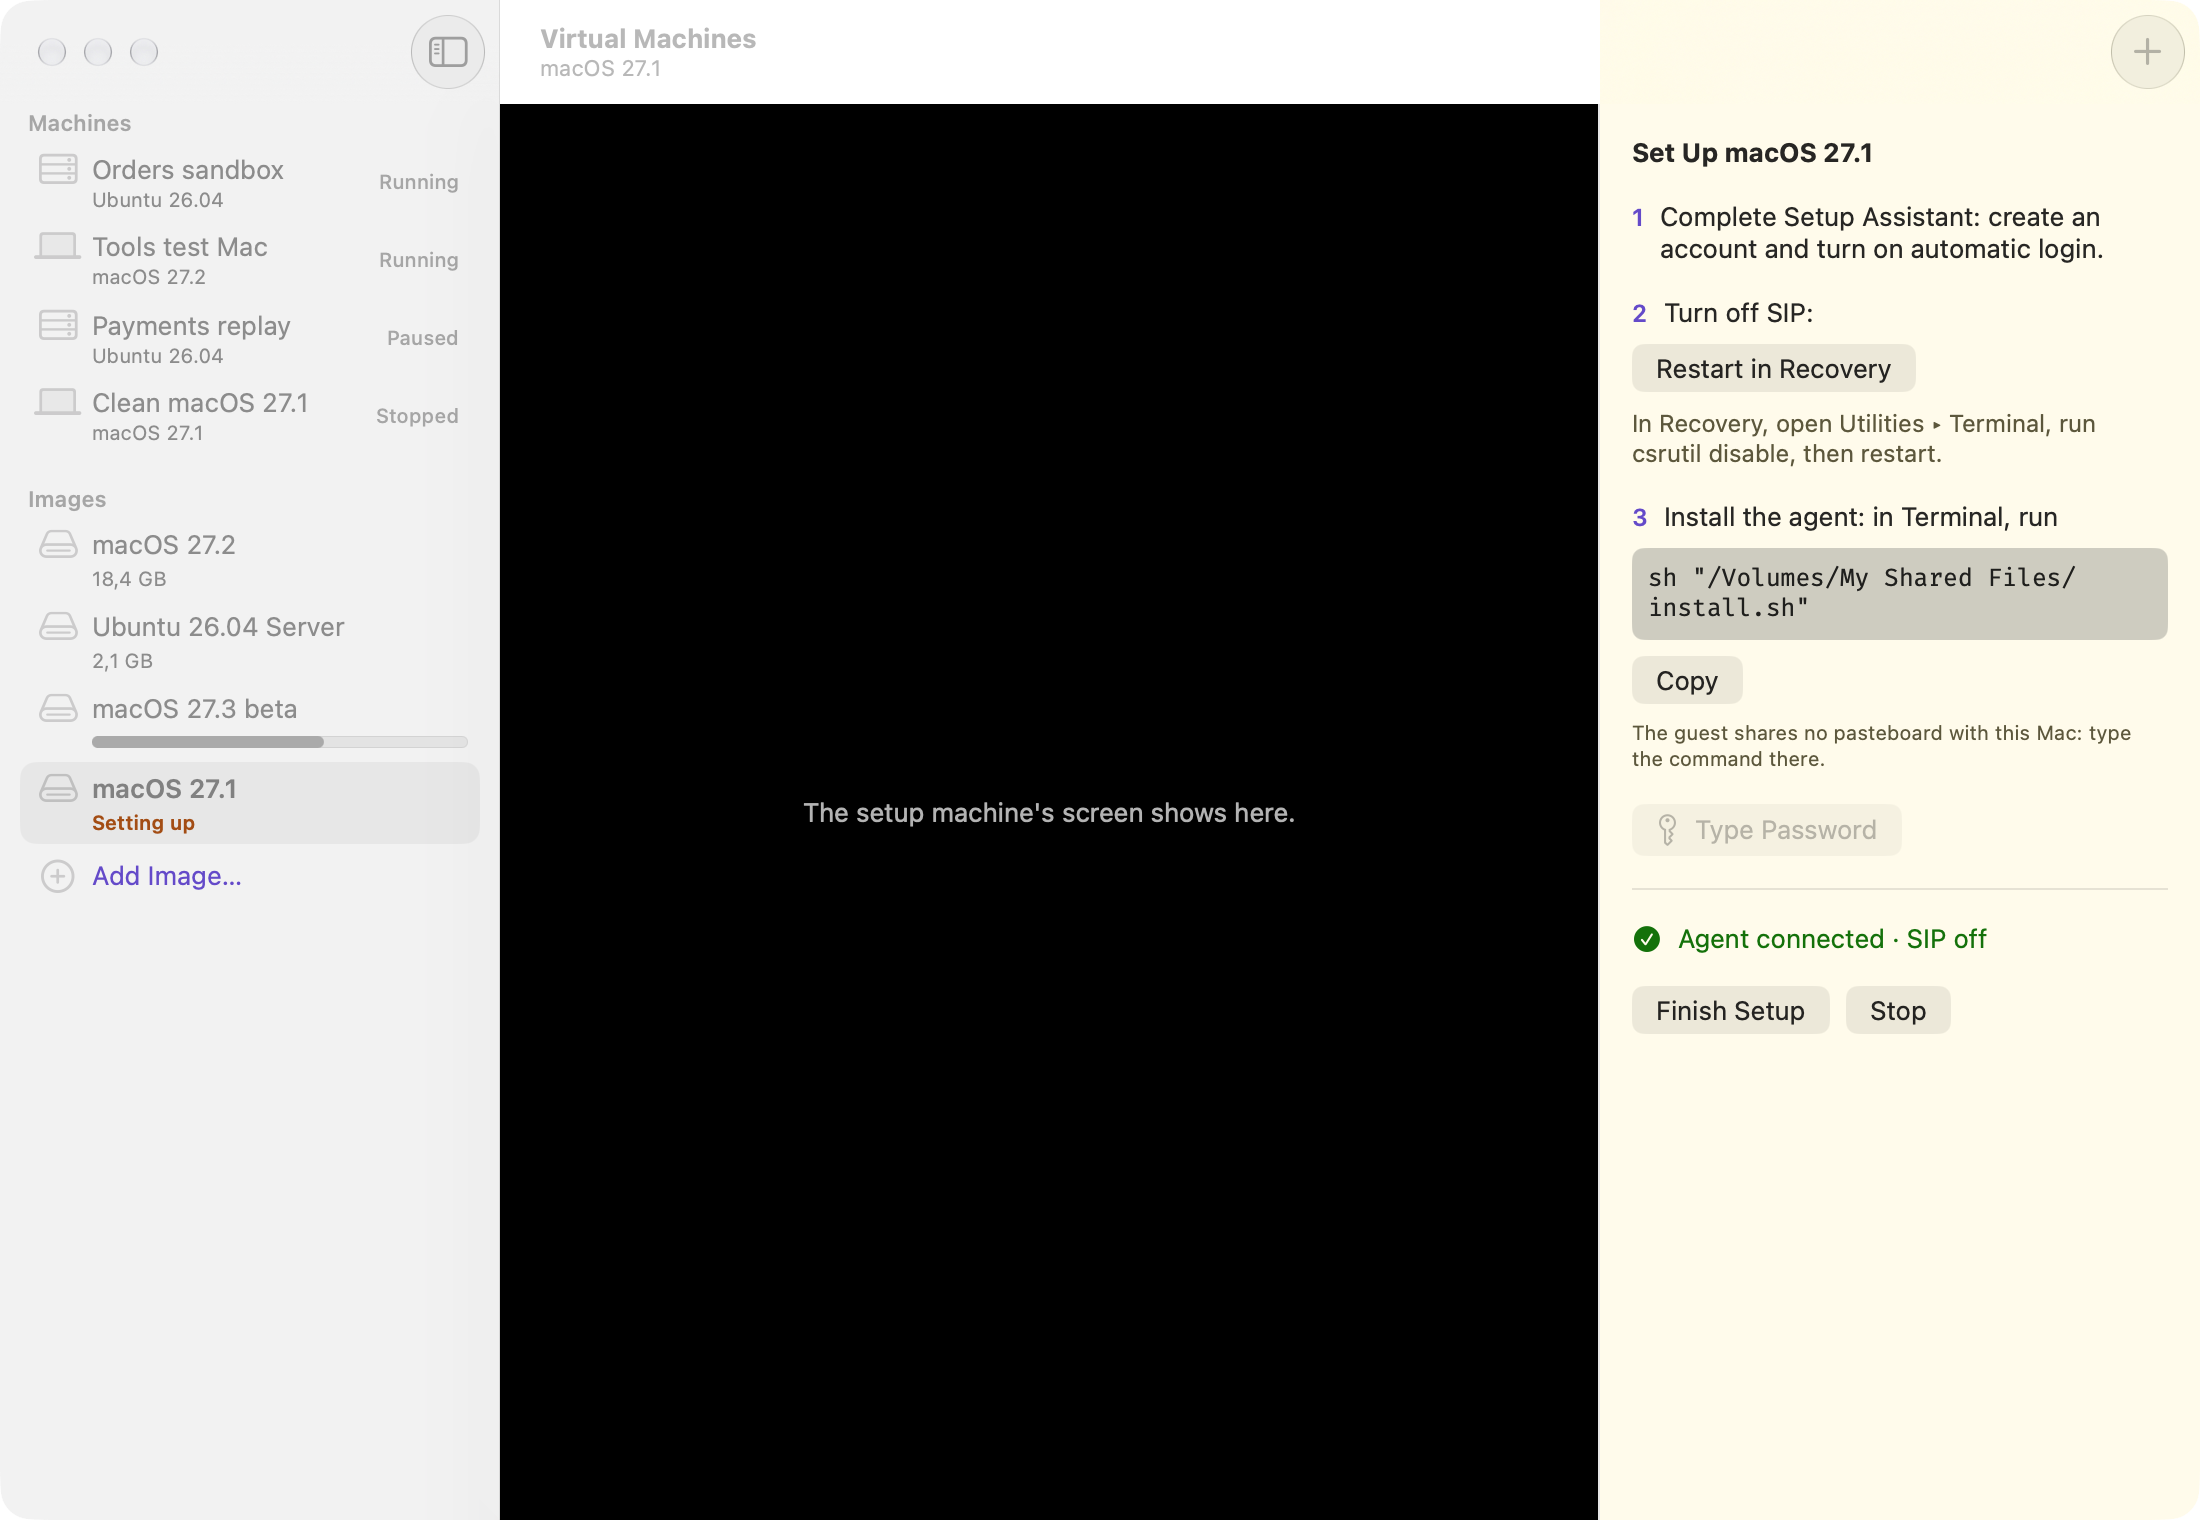 Machines
Orders sandbox
Ubuntu 26.04
Running
Tools test Mac
macOS 27.2
Running
Payments replay
Ubuntu 26.04
Paused
Clean macOS 27.1
macOS 27.1
Stopped
Images
macOS 27.2
18,4 GB
Ubuntu 26.04 Server
2,1 GB
macOS 27.3 beta
macOS 27.1
Setting up
Add Image...
Virtual Machines
macOS 27.1
The setup machine's screen shows here.
Set Up macOS 27.1
1 Complete Setup Assistant: create an
account and turn on automatic login.
2 Turn off SIP:
Restart in Recovery
In Recovery, open Utilities ▸ Terminal, run
csrutil disable, then restart.
3 Install the agent: in Terminal, run
sh "/Volumes/My Shared Files/
install.sh"
Copy
The guest shares no pasteboard with this Mac: type
the command there.
Type Password
Agent connected · SIP off
Finish Setup
Stop